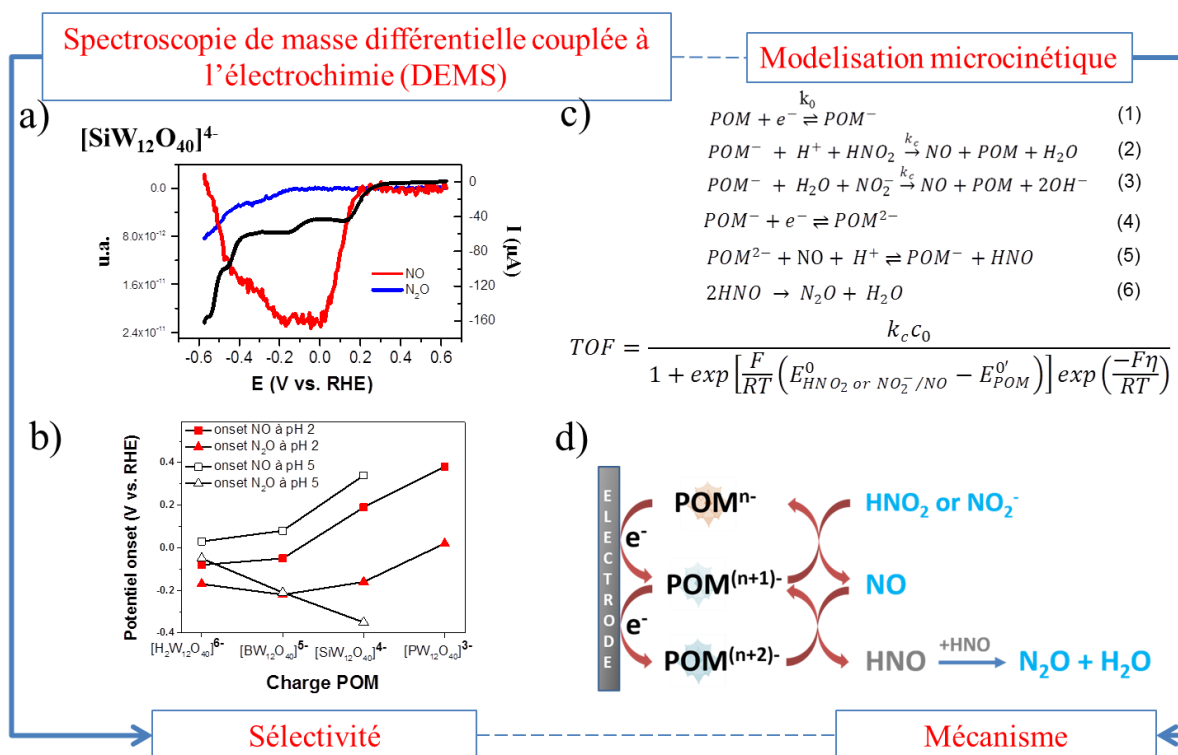 Spectroscopie de masse différentielle couplée à
l'électrochimie (DEMS)
Modelisation microcinétique
a)
[SiW₁₂O₄₀]⁴⁻
0.0
8.0x10⁻¹²
1.6x10⁻¹¹
2.4x10⁻¹¹
u.a.
0
-40
-80
-120
-160
I (µA)
NO
N₂O
-0.6 -0.4 -0.2 0.0 0.2 0.4 0.6
E (V vs. RHE)
b)
onset NO à pH 2
onset N₂O à pH 2
onset NO à pH 5
onset N₂O à pH 5
Potentiel onset (V vs. RHE)
0.4
0.2
0.0
-0.2
-0.4
[H₂W₁₂O₄₀]⁶⁻ [BW₁₂O₄₀]⁵⁻ [SiW₁₂O₄₀]⁴⁻ [PW₁₂O₄₀]³⁻
Charge POM
c)
k₀
POM + e⁻ ⇌ POM⁻ (1)
k_c
POM⁻ + H⁺ + HNO₂ → NO + POM + H₂O (2)
k_c
POM⁻ + H₂O + NO₂⁻ → NO + POM + 2OH⁻ (3)
POM⁻ + e⁻ ⇌ POM²⁻ (4)
POM²⁻ + NO + H⁺ ⇌ POM⁻ + HNO (5)
2HNO → N₂O + H₂O (6)
k_c c₀
TOF =
1 + exp [F/RT (E⁰_HNO₂ or NO₂⁻/NO − E⁰'_POM)] exp (−Fη/RT)
d)
ELECTRODE
POMⁿ⁻
HNO₂ or NO₂⁻
e⁻
POM⁽ⁿ⁺¹⁾⁻
NO
e⁻
POM⁽ⁿ⁺²⁾⁻
HNO
+HNO
N₂O + H₂O
Sélectivité
Mécanisme